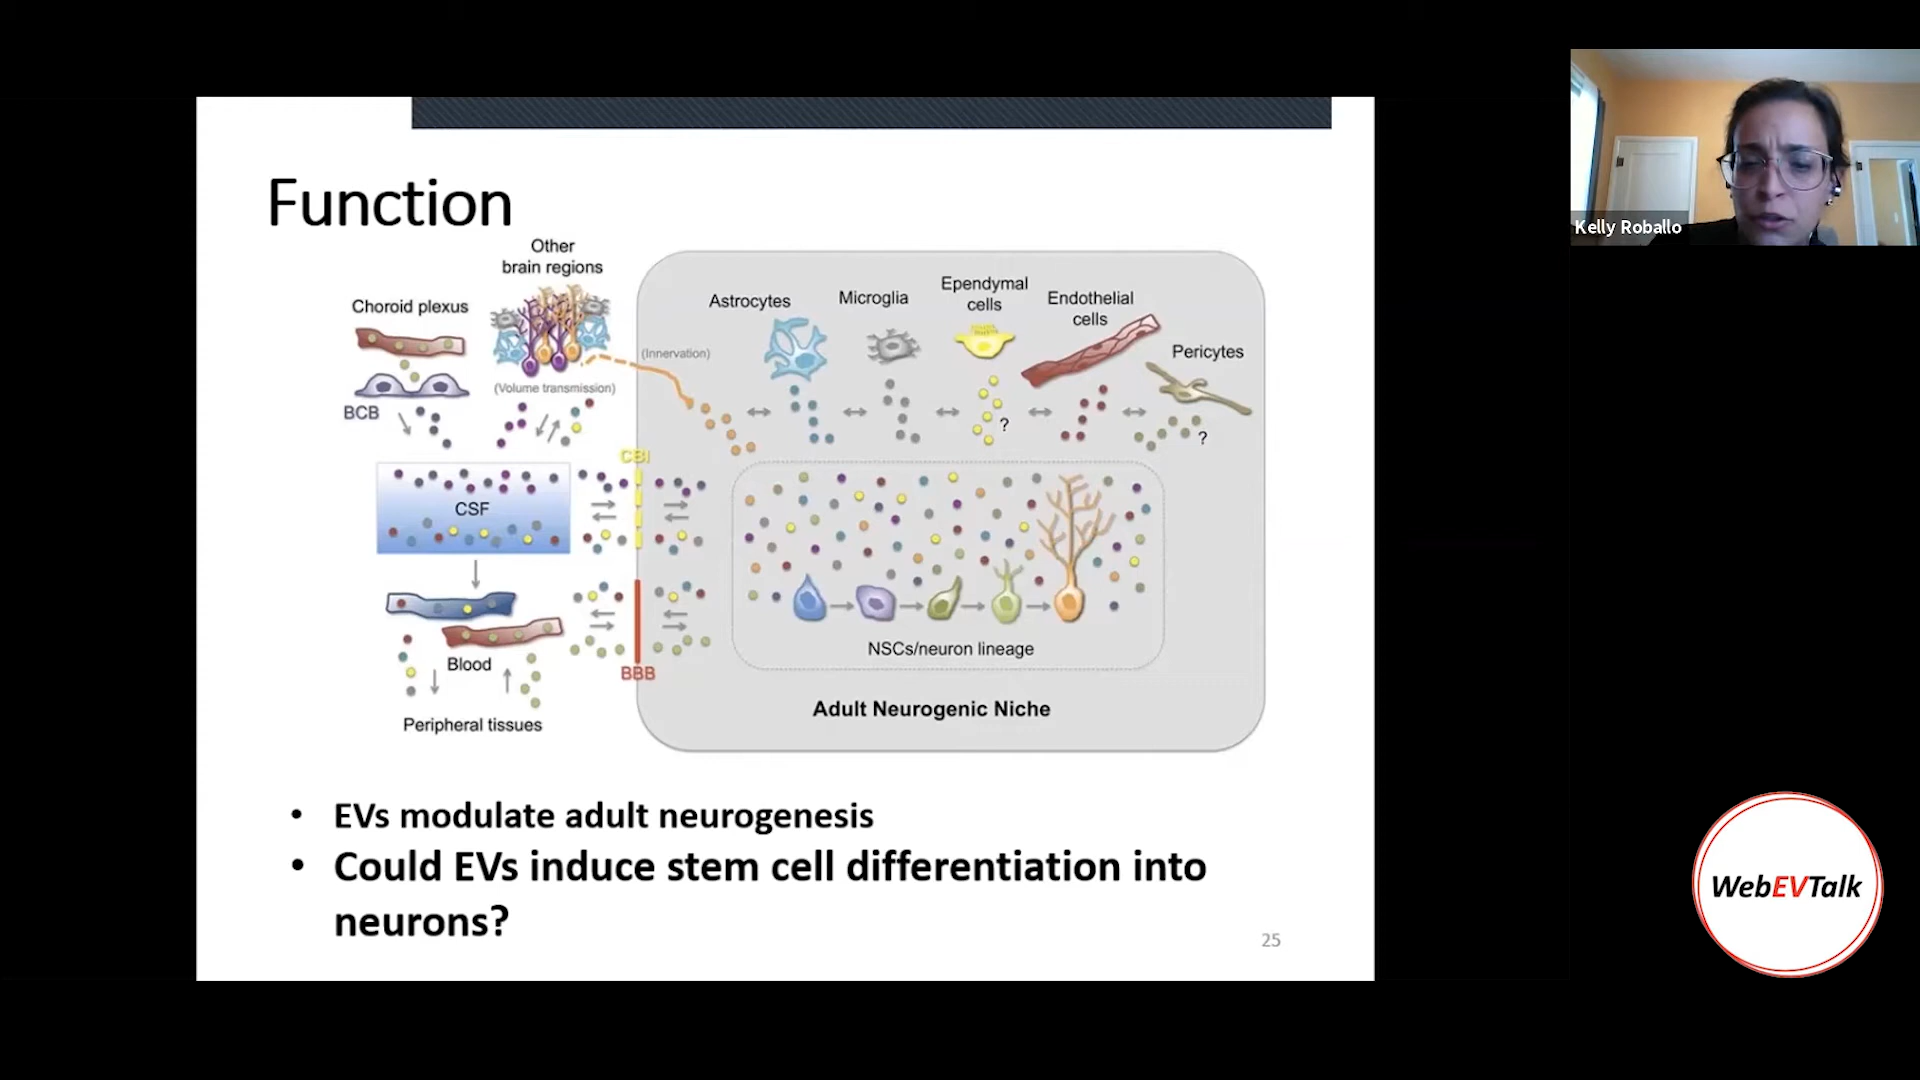 Function
Other
brain regions
Choroid plexus
(Innervation)
(Volume transmission)
BCB
CBI
CSF
Blood
BBB
Peripheral tissues
Astrocytes
Microglia
Ependymal
cells
Endothelial
cells
Pericytes
?
?
NSCs/neuron lineage
Adult Neurogenic Niche
• EVs modulate adult neurogenesis
• Could EVs induce stem cell differentiation into
neurons?
25
Kelly Roballo
WebEVTalk